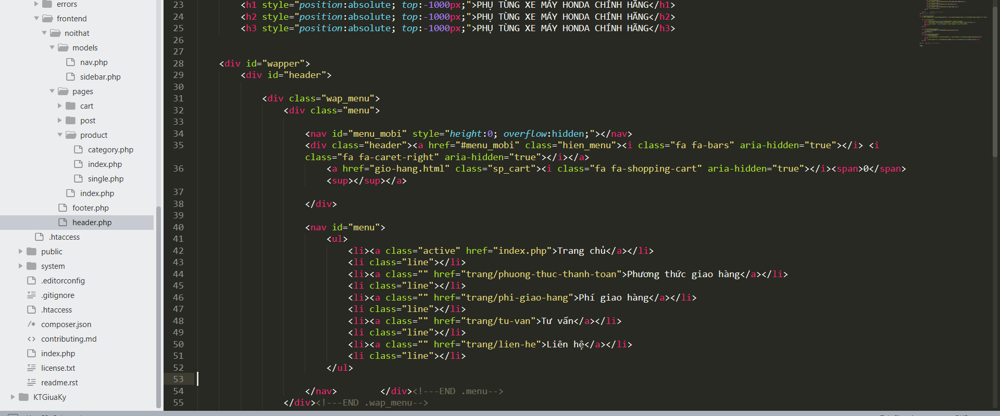 errors
frontend
noithat
models
nav.php
sidebar.php
pages
cart
post
product
category.php
index.php
single.php
index.php
footer.php
header.php
.htaccess
public
system
.editorconfig
.gitignore
.htaccess
composer.json
contributing.md
index.php
license.txt
readme.rst
KTGiuaKy
23 <h1 style="position:absolute; top:-1000px;">PHỤ TÙNG XE MÁY HONDA CHÍNH HÃNG</h1>
24 <h2 style="position:absolute; top:-1000px;">PHỤ TÙNG XE MÁY HONDA CHÍNH HÃNG</h2>
25 <h3 style="position:absolute; top:-1000px;">PHỤ TÙNG XE MÁY HONDA CHÍNH HÃNG</h3>
26
27
28 <div id="wapper">
29 <div id="header">
30
31 <div class="wap_menu">
32 <div class="menu">
33
34 <nav id="menu_mobi" style="height:0; overflow:hidden;"></nav>
35 <div class="header"><a href="#menu_mobi" class="hien_menu"><i class="fa fa-bars" aria-hidden="true"></i> <i
class="fa fa-caret-right" aria-hidden="true"></i></a>
36 <a href="gio-hang.html" class="sp_cart"><i class="fa fa-shopping-cart" aria-hidden="true"></i><span>0</span>
<sup></sup></a>
37
38 </div>
39
40 <nav id="menu">
41 <ul>
42 <li><a class="active" href="index.php">Trang chủ</a></li>
43 <li class="line"></li>
44 <li><a class="" href="trang/phuong-thuc-thanh-toan">Phương thức giao hàng</a></li>
45 <li class="line"></li>
46 <li><a class="" href="trang/phi-giao-hang">Phí giao hàng</a></li>
47 <li class="line"></li>
48 <li><a class="" href="trang/tu-van">Tư vấn</a></li>
49 <li class="line"></li>
50 <li><a class="" href="trang/lien-he">Liên hệ</a></li>
51 <li class="line"></li>
52 </ul>
53
54 </nav> </div><!---END .menu-->
55 </div><!---END .wap_menu-->